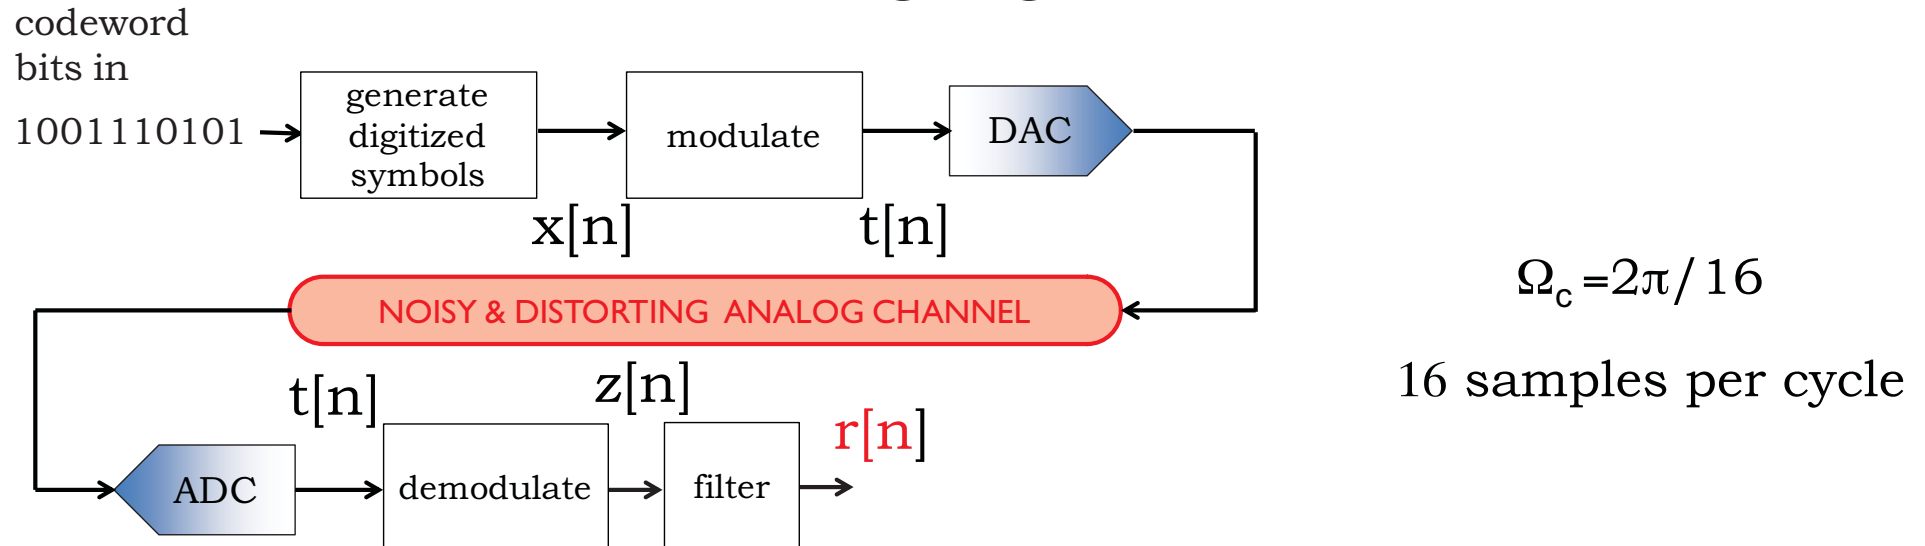 codeword
bits in
1001110101
generate
digitized
symbols
modulate
DAC
x[n]
t[n]
NOISY & DISTORTING ANALOG CHANNEL
Ωc =2π/16
16 samples per cycle
t[n]
z[n]
r[n]
ADC
demodulate
filter